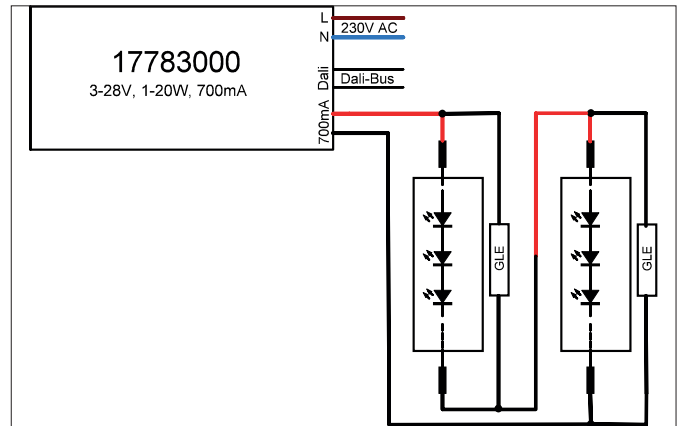 L
230V AC
N
17783000
3-28V, 1-20W, 700mA
Dali
Dali-Bus
700mA
GLE
GLE